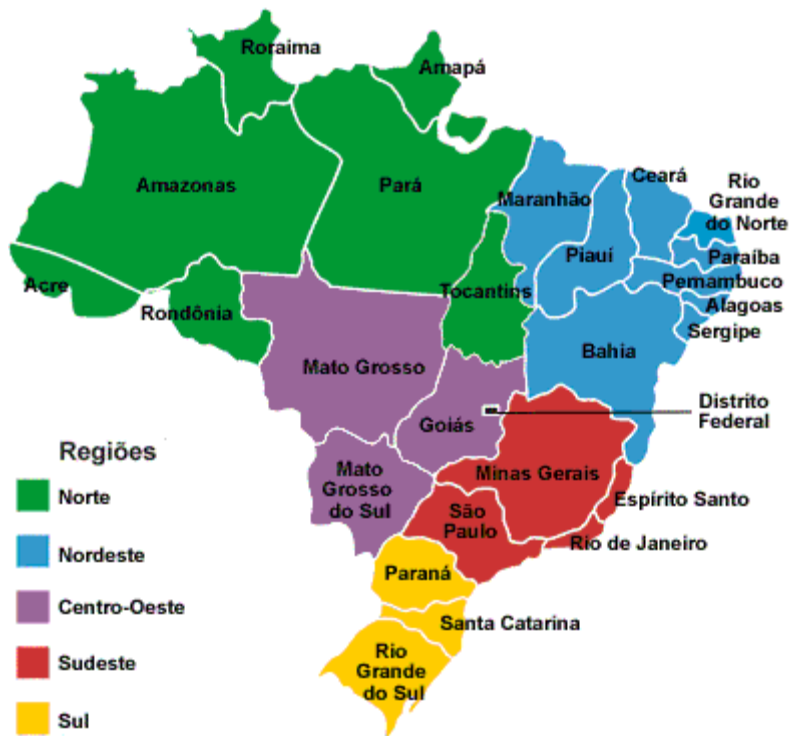 Roraima
Amapá
Amazonas
Pará
Maranhão
Ceará
Rio
Grande
do Norte
Piauí
Paraíba
Pernambuco
Alagoas
Sergipe
Acre
Rondônia
Tocantins
Bahia
Mato Grosso
Goiás
Distrito
Federal
Mato
Grosso
do Sul
Minas Gerais
Espírito Santo
São
Paulo
Rio de Janeiro
Paraná
Santa Catarina
Rio
Grande
do Sul
Regiões
Norte
Nordeste
Centro-Oeste
Sudeste
Sul